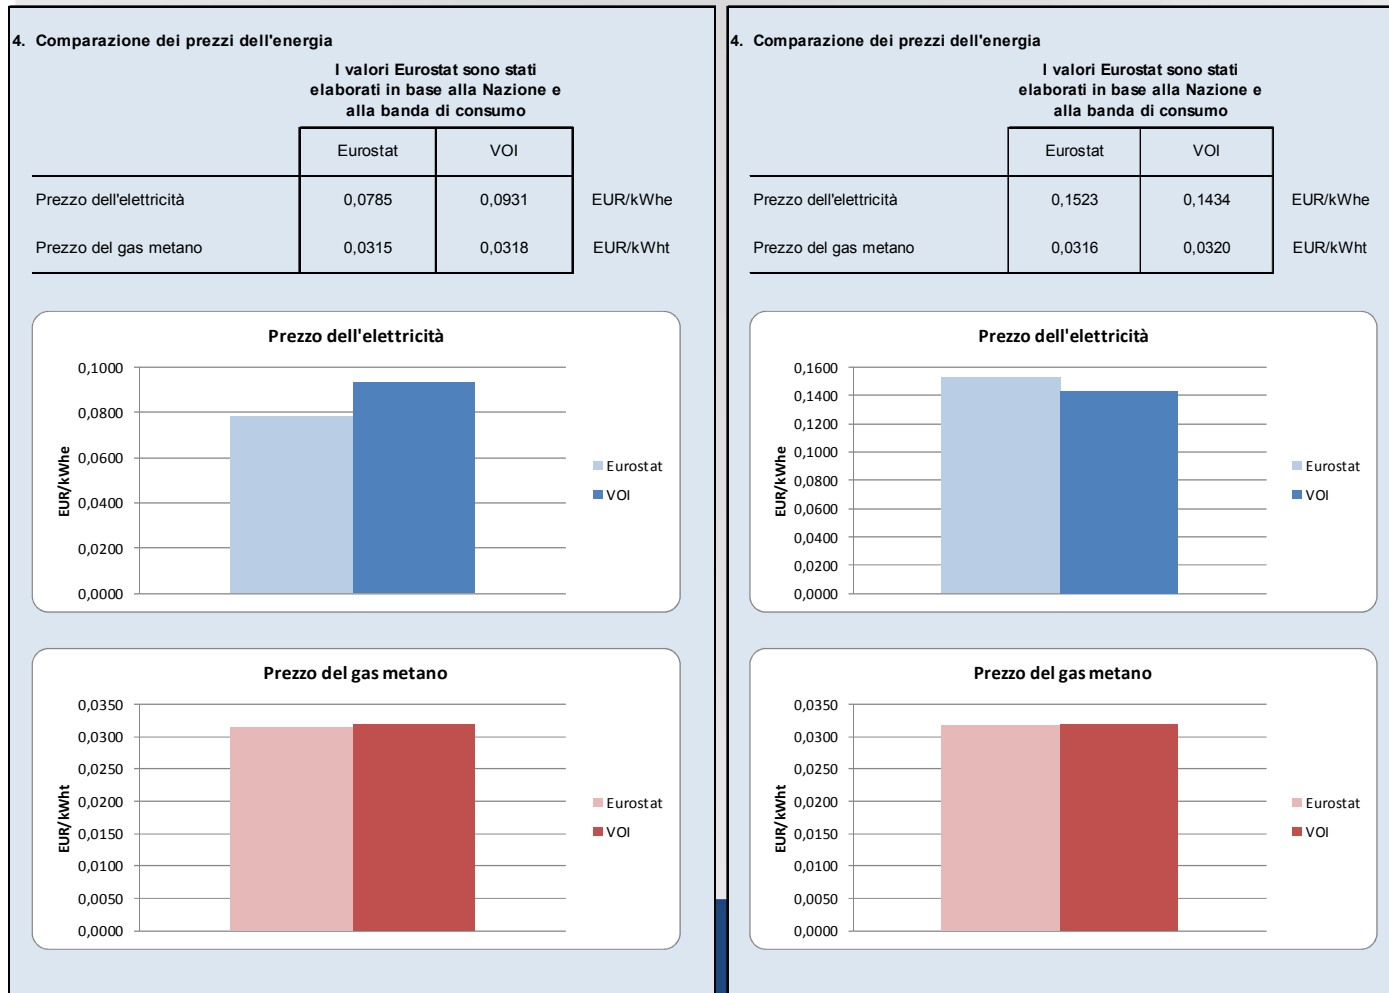 4. Comparazione dei prezzi dell'energia
I valori Eurostat sono stati
elaborati in base alla Nazione e
alla banda di consumo
Eurostat VOI
Prezzo dell'elettricità 0,0785 0,0931 EUR/kWhe
Prezzo del gas metano 0,0315 0,0318 EUR/kWht
Prezzo dell'elettricità
0,1000
0,0800
0,0600
0,0400
0,0200
0,0000
EUR/kWhe
Eurostat
VOI
Prezzo del gas metano
0,0350
0,0300
0,0250
0,0200
0,0150
0,0100
0,0050
0,0000
EUR/kWht
Eurostat
VOI
4. Comparazione dei prezzi dell'energia
I valori Eurostat sono stati
elaborati in base alla Nazione e
alla banda di consumo
Eurostat VOI
Prezzo dell'elettricità 0,1523 0,1434 EUR/kWhe
Prezzo del gas metano 0,0316 0,0320 EUR/kWht
Prezzo dell'elettricità
0,1600
0,1400
0,1200
0,1000
0,0800
0,0600
0,0400
0,0200
0,0000
EUR/kWhe
Eurostat
VOI
Prezzo del gas metano
0,0350
0,0300
0,0250
0,0200
0,0150
0,0100
0,0050
0,0000
EUR/kWht
Eurostat
VOI